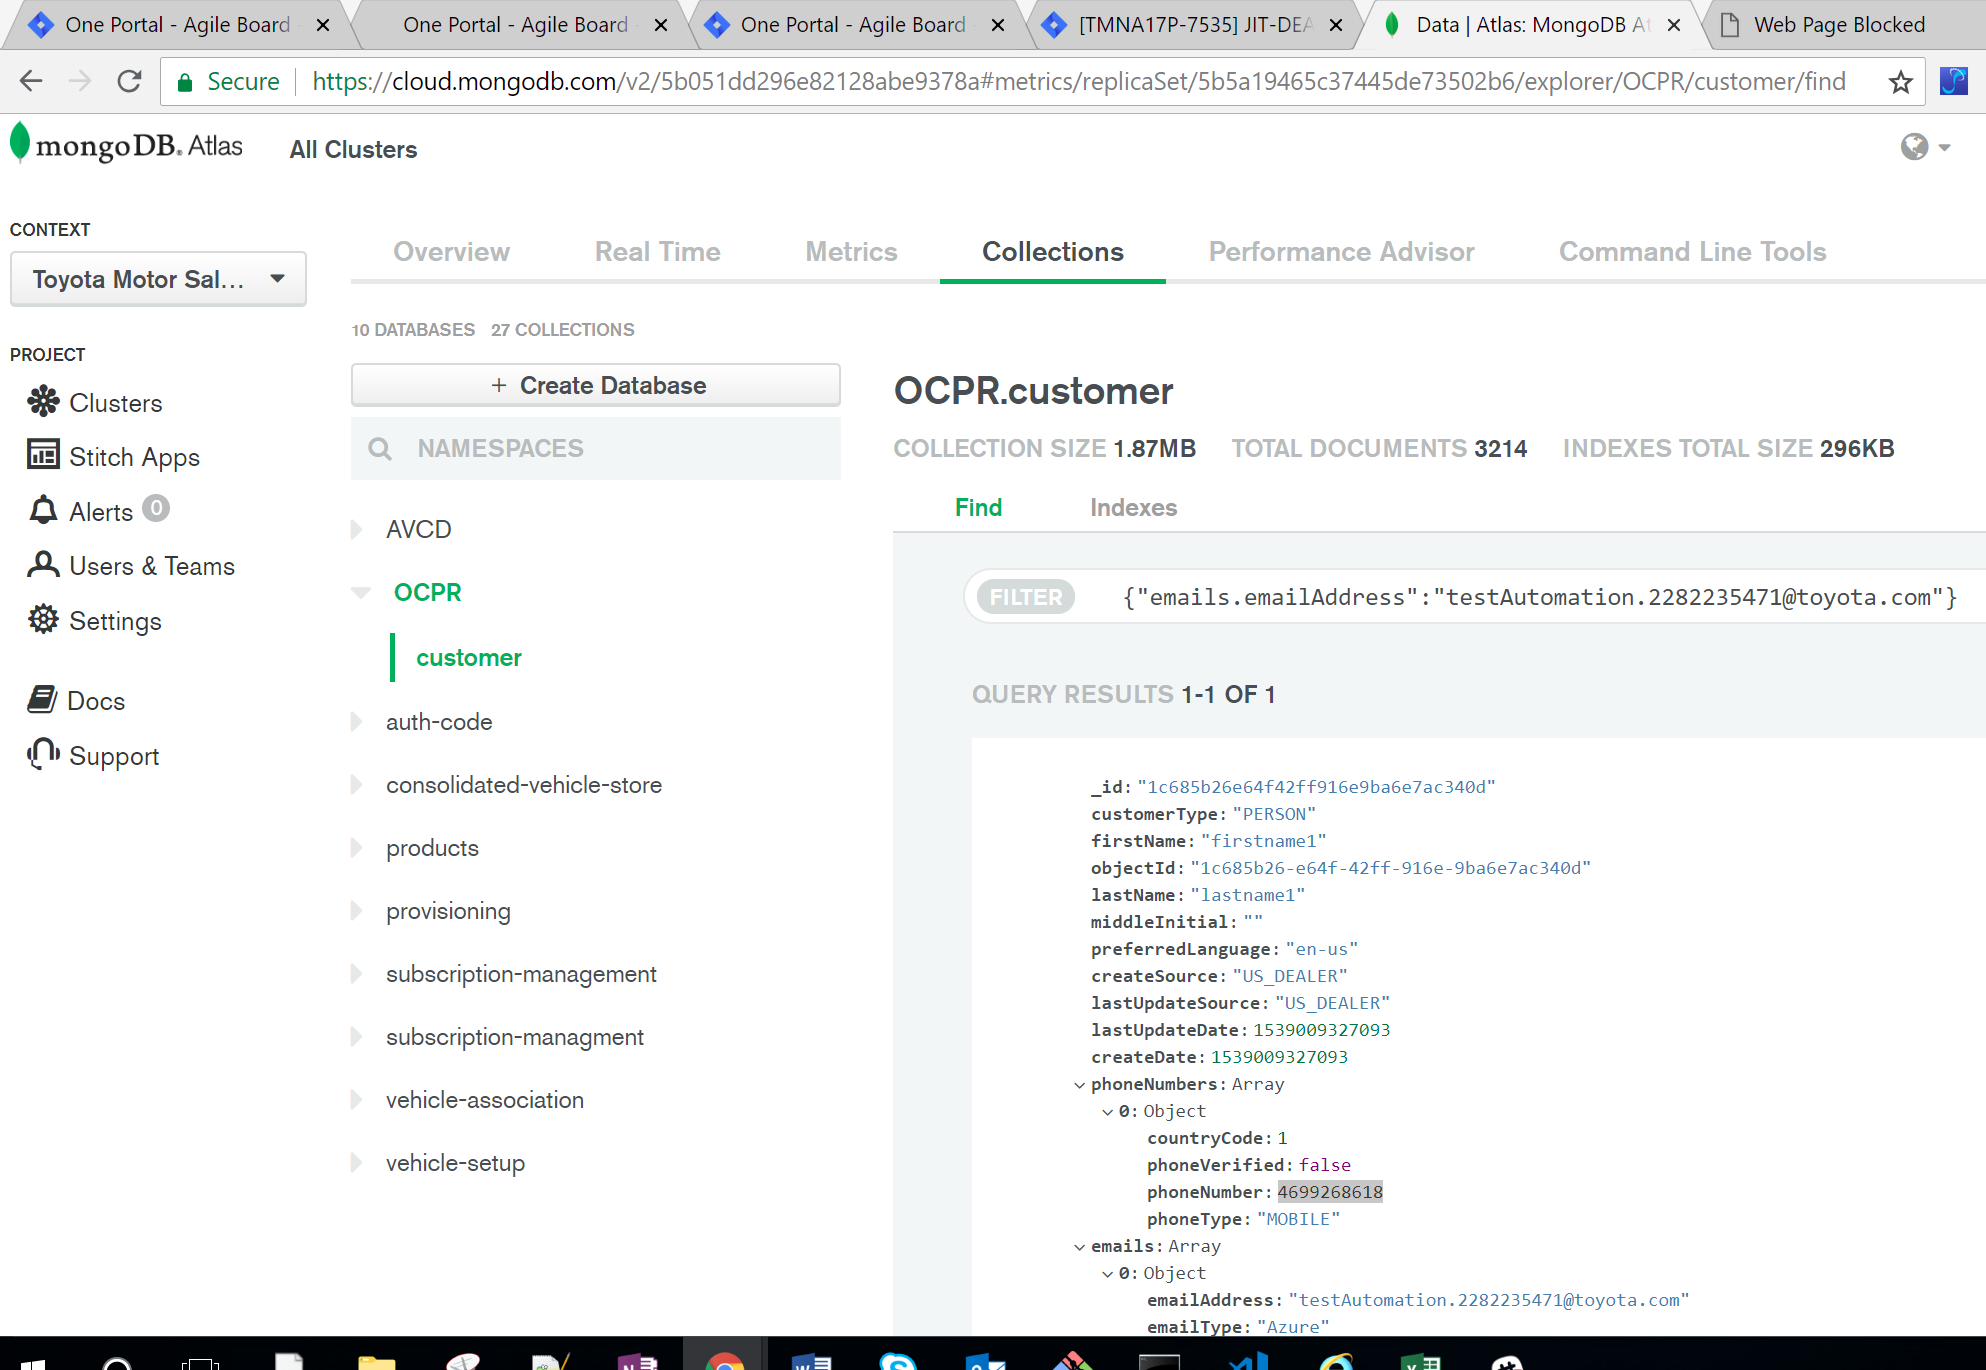 One Portal - Agile Board
One Portal - Agile Board
One Portal - Agile Board
[TMNA17P-7535] JIT-DEA
Data | Atlas: MongoDB At
Web Page Blocked
Secure
https://cloud.mongodb.com/v2/5b051dd296e82128abe9378a#metrics/replicaSet/5b5a19465c37445de73502b6/explorer/OCPR/customer/find
mongoDB. Atlas
All Clusters
CONTEXT
Toyota Motor Sal...
PROJECT
Clusters
Stitch Apps
Alerts 0
Users & Teams
Settings
Docs
Support
Overview
Real Time
Metrics
Collections
Performance Advisor
Command Line Tools
10 DATABASES 27 COLLECTIONS
+ Create Database
NAMESPACES
AVCD
OCPR
customer
auth-code
consolidated-vehicle-store
products
provisioning
subscription-management
subscription-managment
vehicle-association
vehicle-setup
OCPR.customer
COLLECTION SIZE 1.87MB TOTAL DOCUMENTS 3214 INDEXES TOTAL SIZE 296KB
Find
Indexes
FILTER {"emails.emailAddress":"testAutomation.2282235471@toyota.com"}
QUERY RESULTS 1-1 OF 1
_id: "1c685b26e64f42ff916e9ba6e7ac340d"
customerType: "PERSON"
firstName: "firstname1"
objectId: "1c685b26-e64f-42ff-916e-9ba6e7ac340d"
lastName: "lastname1"
middleInitial: ""
preferredLanguage: "en-us"
createSource: "US_DEALER"
lastUpdateSource: "US_DEALER"
lastUpdateDate: 1539009327093
createDate: 1539009327093
phoneNumbers: Array
0: Object
countryCode: 1
phoneVerified: false
phoneNumber: 4699268618
phoneType: "MOBILE"
emails: Array
0: Object
emailAddress: "testAutomation.2282235471@toyota.com"
emailType: "Azure"